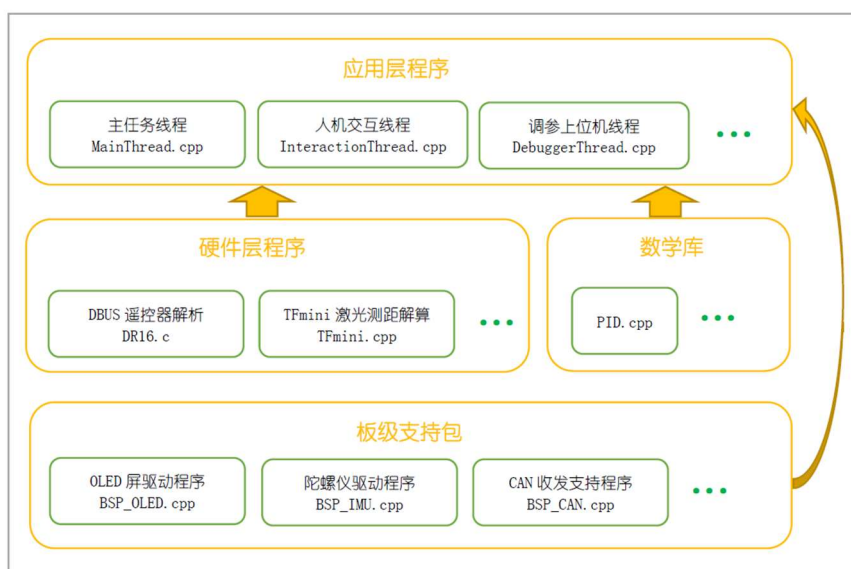 应用层程序
主任务线程
MainThread.cpp
人机交互线程
InteractionThread.cpp
调参上位机线程
DebuggerThread.cpp
硬件层程序
DBUS 遥控器解析
DR16.c
TFmini 激光测距解算
TFmini.cpp
数学库
PID.cpp
板级支持包
OLED 屏驱动程序
BSP_OLED.cpp
陀螺仪驱动程序
BSP_IMU.cpp
CAN 收发支持程序
BSP_CAN.cpp